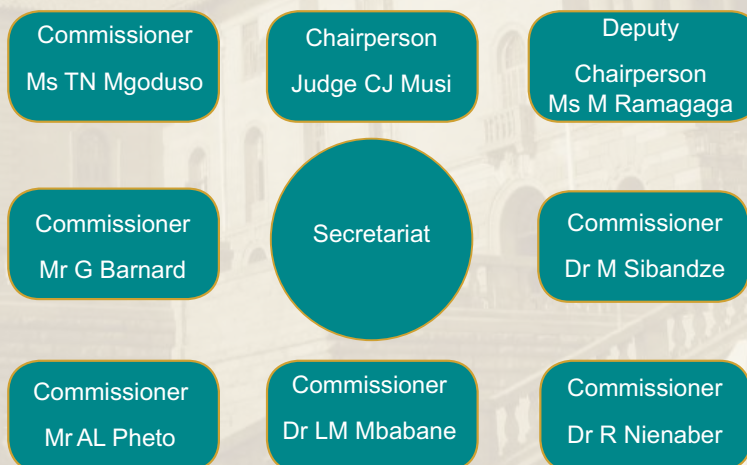 Commissioner
Ms TN Mgoduso
Chairperson
Judge CJ Musi
Deputy
Chairperson
Ms M Ramagaga
Commissioner
Mr G Barnard
Secretariat
Commissioner
Dr M Sibandze
Commissioner
Mr AL Pheto
Commissioner
Dr LM Mbabane
Commissioner
Dr R Nienaber